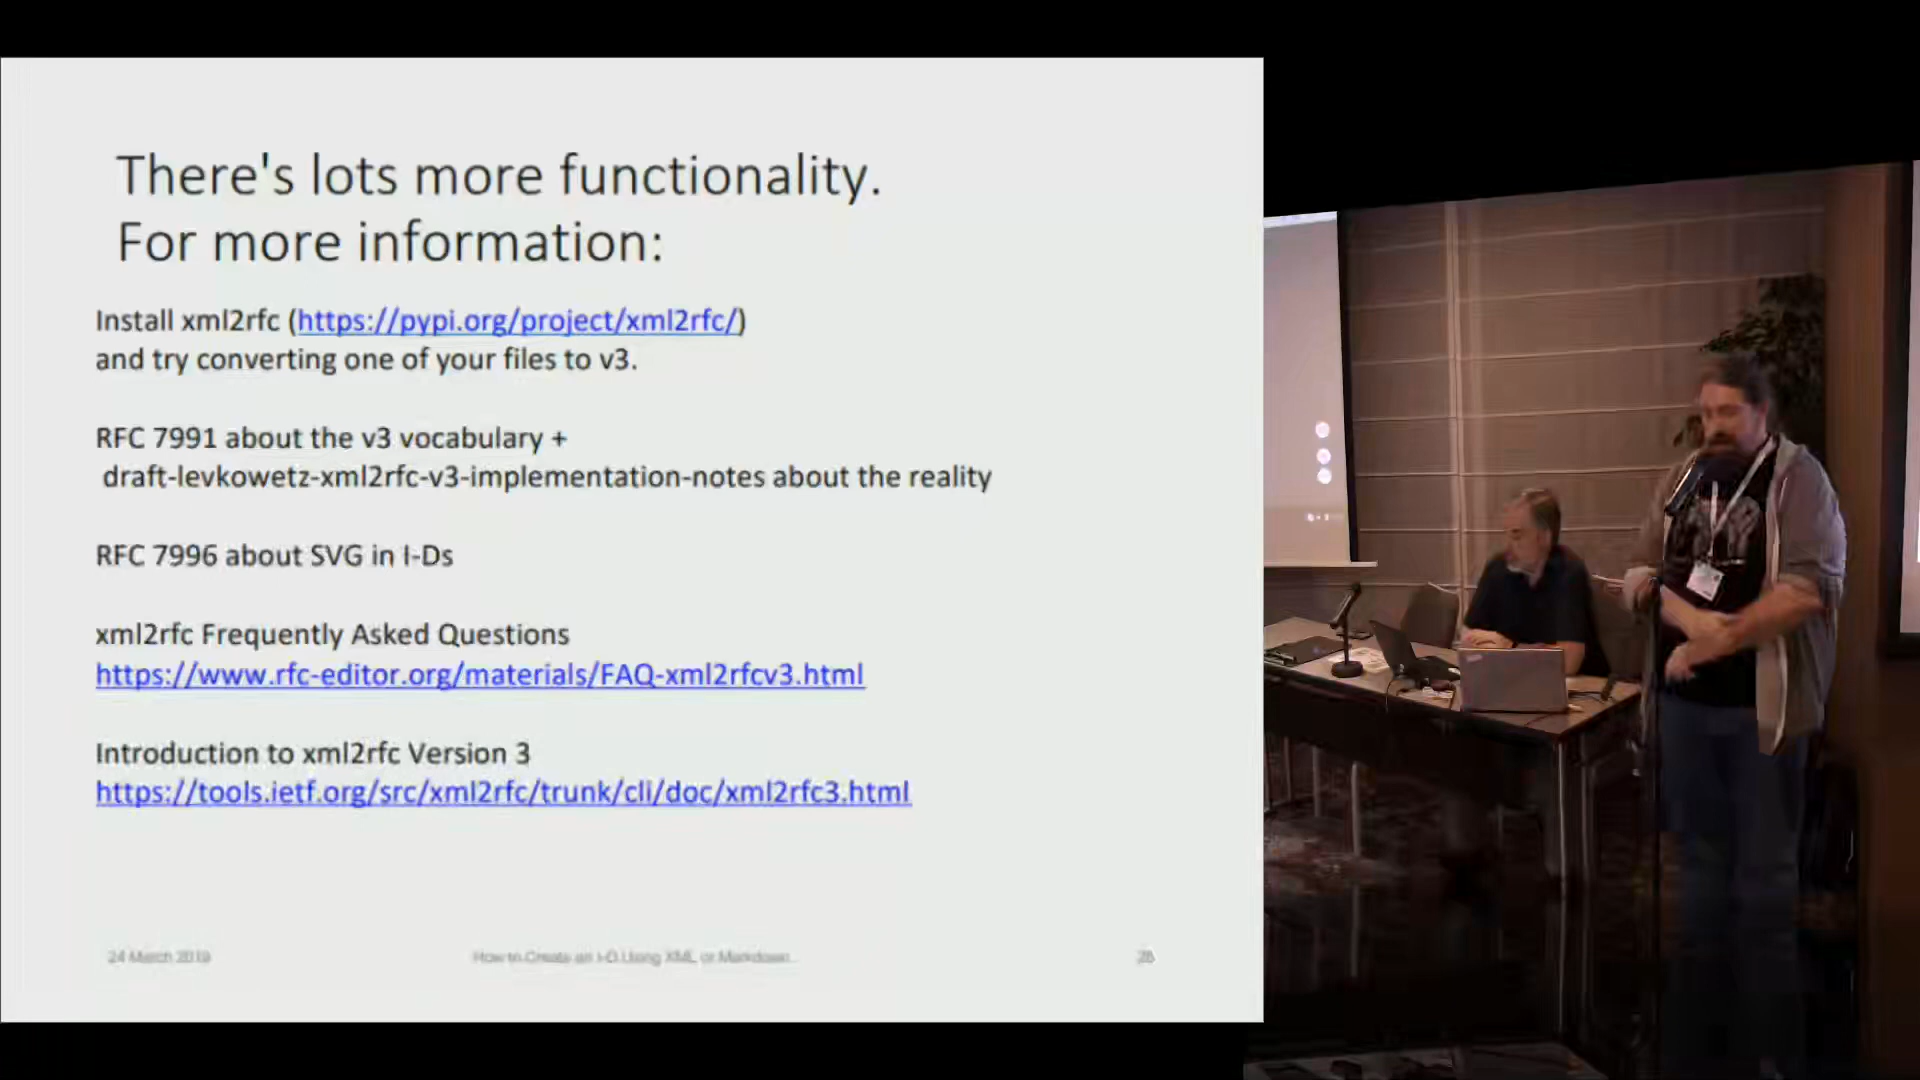 There's lots more functionality.
For more information:
Install xml2rfc (https://pypi.org/project/xml2rfc/)
and try converting one of your files to v3.
RFC 7991 about the v3 vocabulary +
draft-levkowetz-xml2rfc-v3-implementation-notes about the reality
RFC 7996 about SVG in I-Ds
xml2rfc Frequently Asked Questions
https://www.rfc-editor.org/materials/FAQ-xml2rfcv3.html
Introduction to xml2rfc Version 3
https://tools.ietf.org/src/xml2rfc/trunk/cli/doc/xml2rfc3.html
24 March 2019
How to Create an I-D Using XML or Markdown